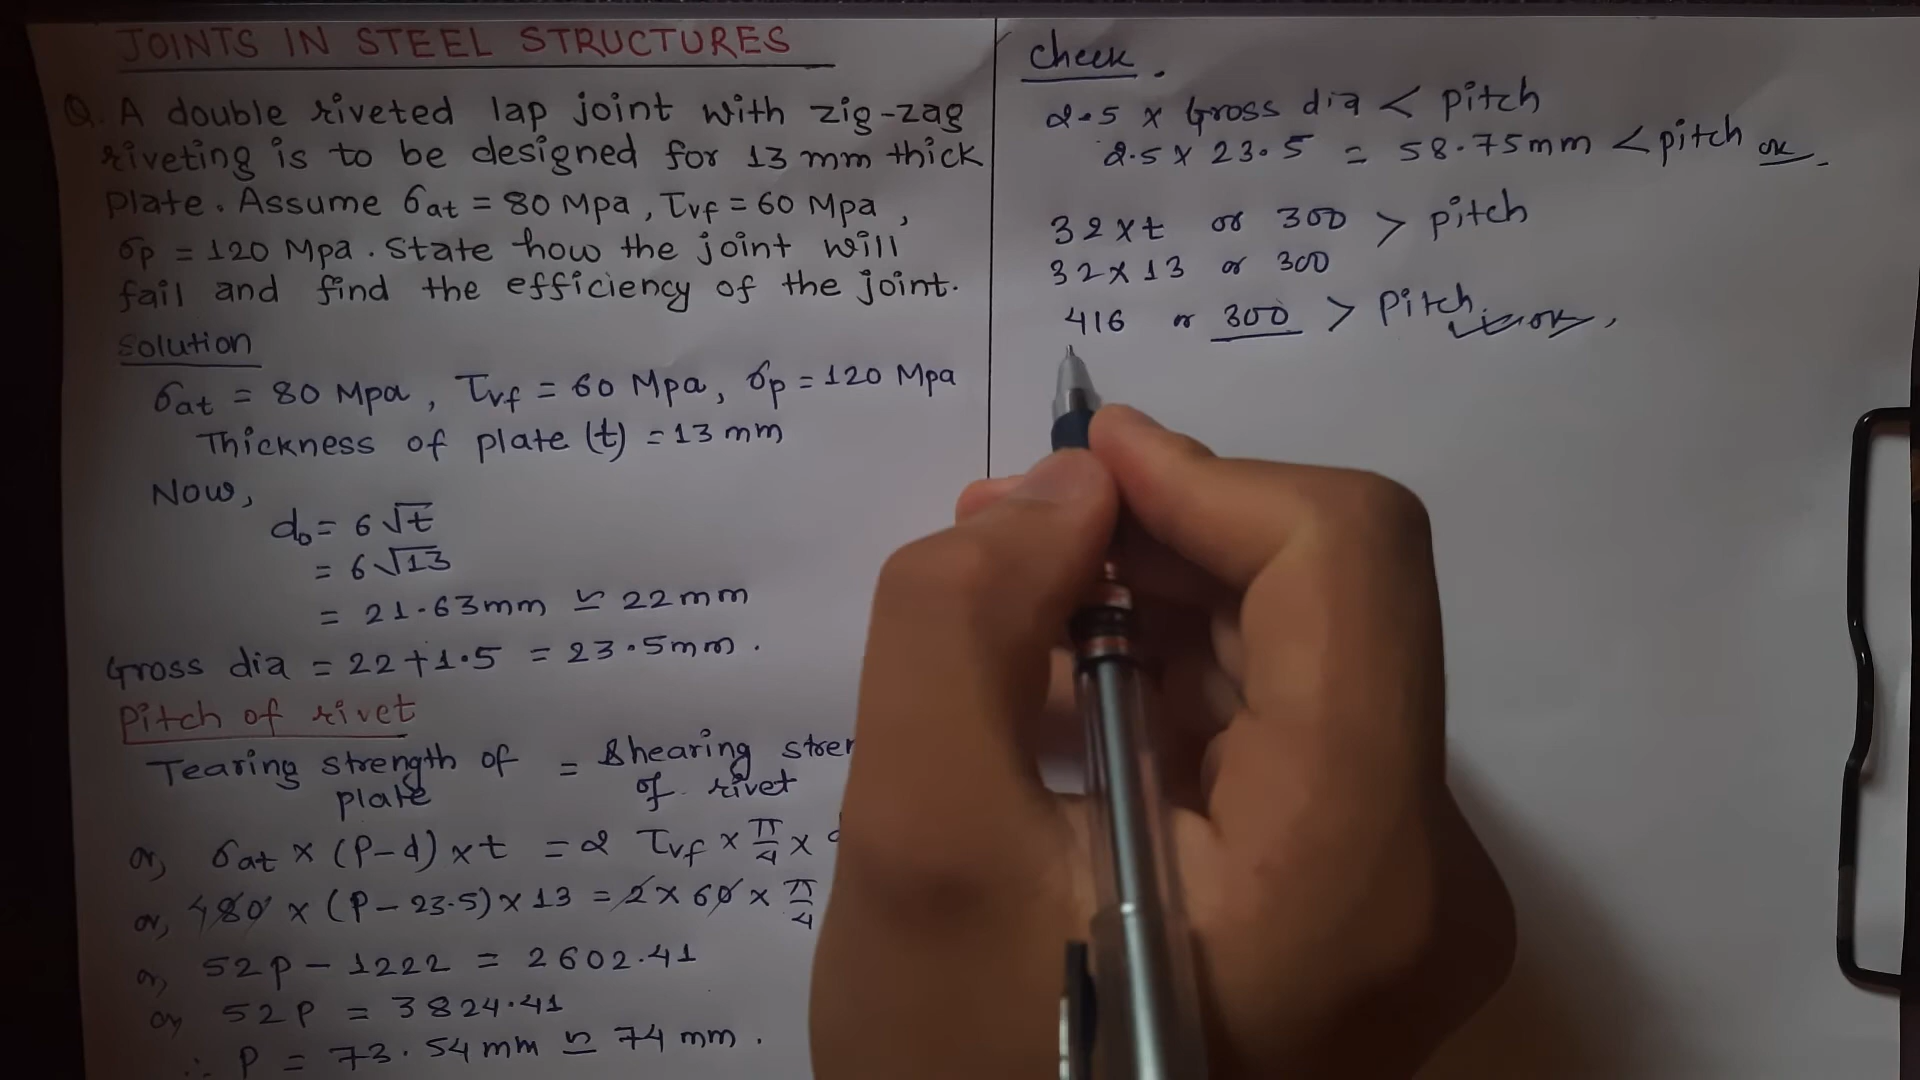 JOINTS IN STEEL STRUCTURES
Q. A double riveted lap joint with zig-zag
riveting is to be designed for 13 mm thick
plate. Assume σat = 80 Mpa, τvf = 60 Mpa,
σp = 120 Mpa. State how the joint will
fail and find the efficiency of the joint.
Solution
σat = 80 Mpa, τvf = 60 Mpa, σp = 120 Mpa
Thickness of plate (t) = 13 mm
Now,
d₀ = 6 √t
= 6 √13
= 21.63mm ≃ 22mm
Gross dia = 22+1.5 = 23.5mm.
Pitch of rivet
Tearing strength of = Shearing
plate of rivet
or, σat × (P-d) × t = 2 τvf × π/4 ×
or, 480 × (P-23.5) × 13 = 2 × 60 × π/4
or, 52p - 1222 = 2602.41
or, 52P = 3824.41
∴ P = 73.54mm ≃ 74 mm.
Check.
2.5 × Gross dia < pitch
2.5 × 23.5 = 58.75mm < pitch ok.
32×t or 300 > pitch
32×13 or 300
416 or 300 > Pitch. ok,